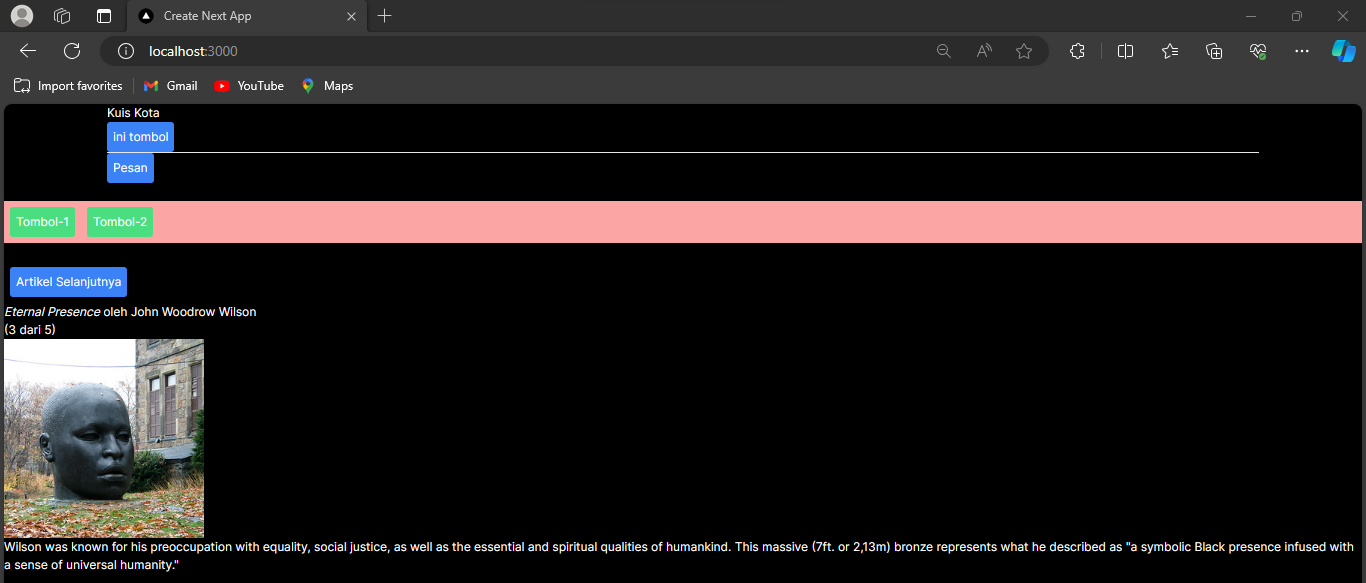 Create Next App
localhost:3000
Import favorites
Gmail
YouTube
Maps
Kuis Kota
ini tombol
Pesan
Tombol-1
Tombol-2
Artikel Selanjutnya
Eternal Presence oleh John Woodrow Wilson
(3 dari 5)
Wilson was known for his preoccupation with equality, social justice, as well as the essential and spiritual qualities of humankind. This massive (7ft. or 2,13m) bronze represents what he described as "a symbolic Black presence infused with
a sense of universal humanity."